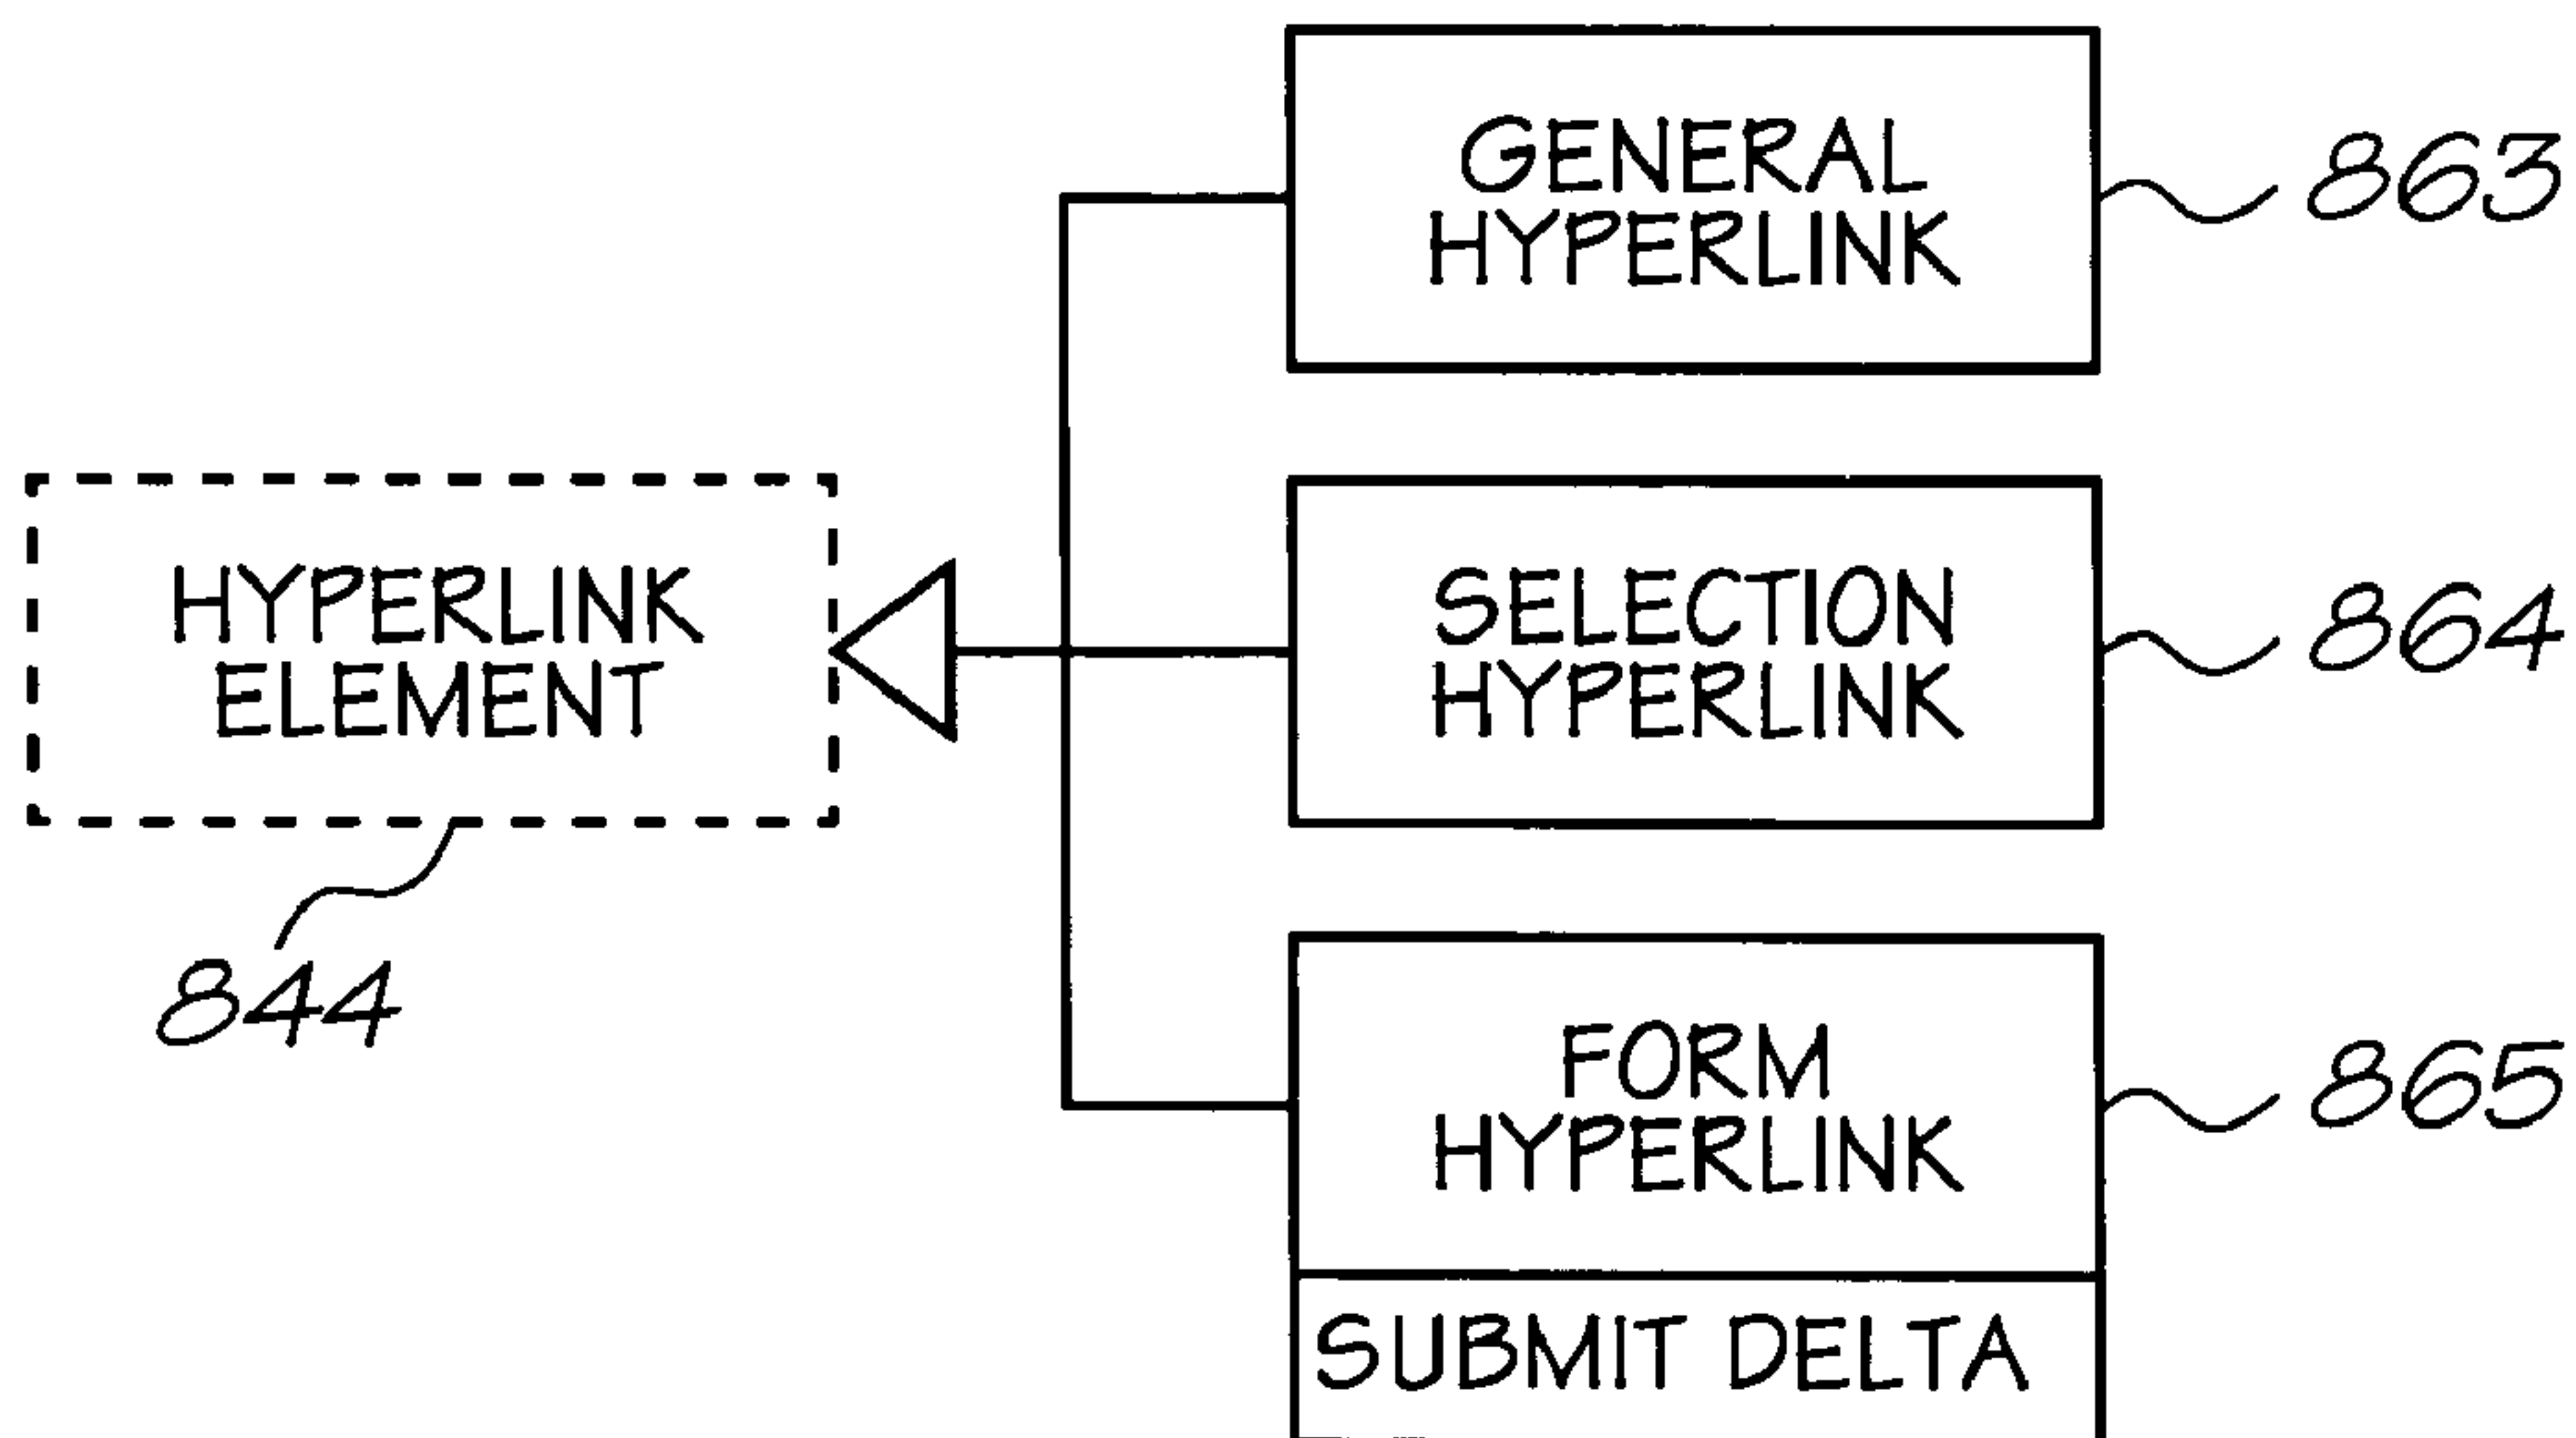 GENERAL
HYPERLINK
863
HYPERLINK
ELEMENT
844
SELECTION
HYPERLINK
864
FORM
HYPERLINK
865
SUBMIT DELTA